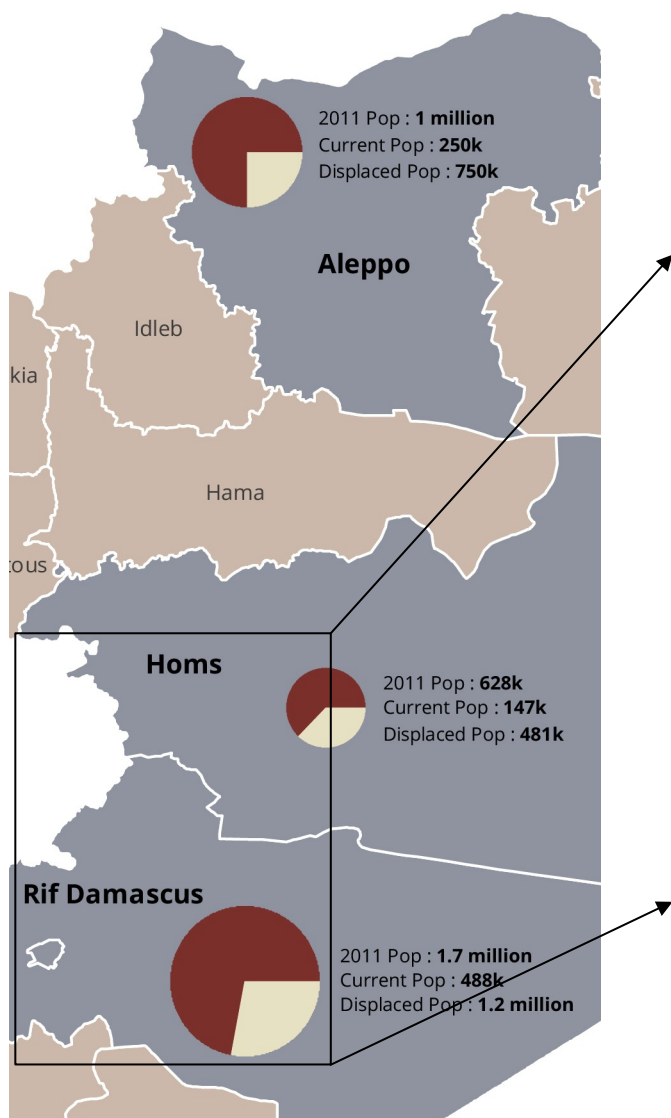 2011 Pop : 1 million
Current Pop : 250k
Displaced Pop : 750k
Aleppo
Idleb
kia
Hama
tous
Homs
2011 Pop : 628k
Current Pop : 147k
Displaced Pop : 481k
Rif Damascus
2011 Pop : 1.7 million
Current Pop : 488k
Displaced Pop : 1.2 million